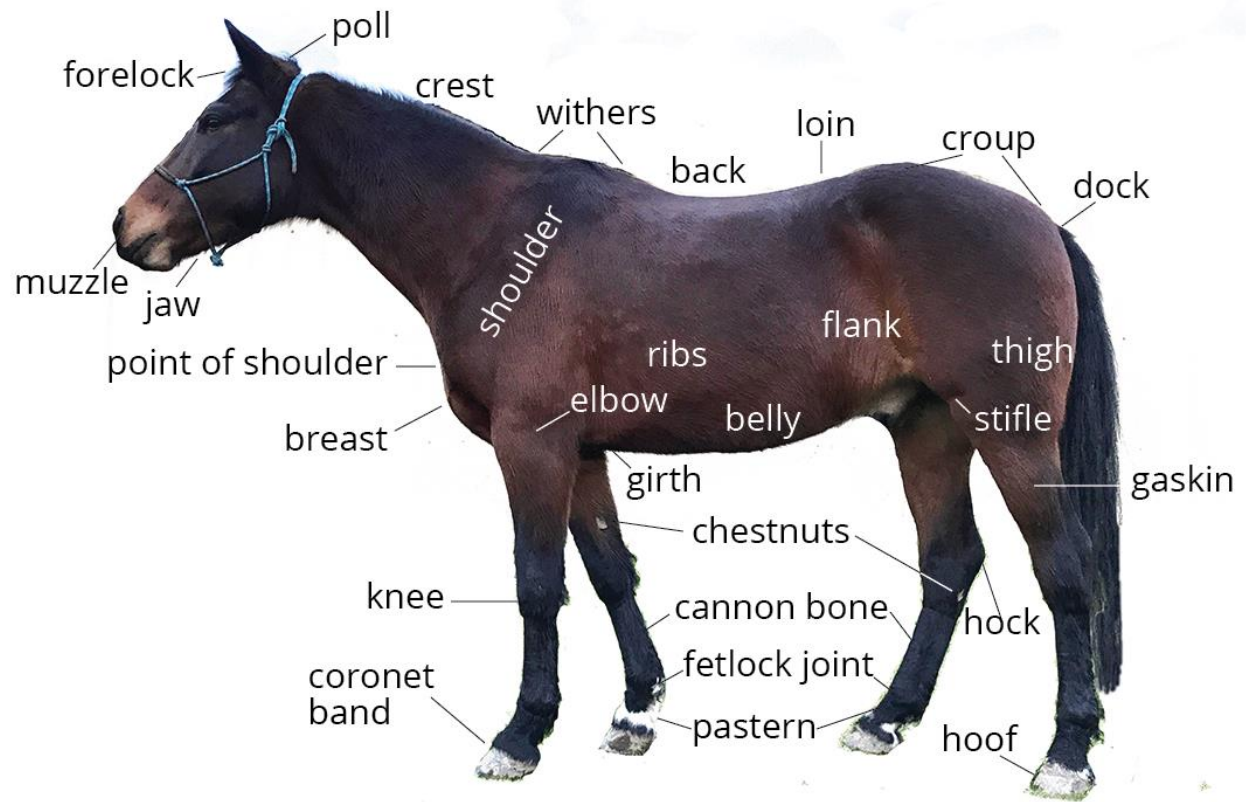 poll
forelock
crest
withers
loin
croup
back
dock
shoulder
muzzle
jaw
flank
point of shoulder
ribs
thigh
elbow
belly
stifle
breast
girth
gaskin
chestnuts
knee
cannon bone
hock
fetlock joint
coronet
band
pastern
hoof